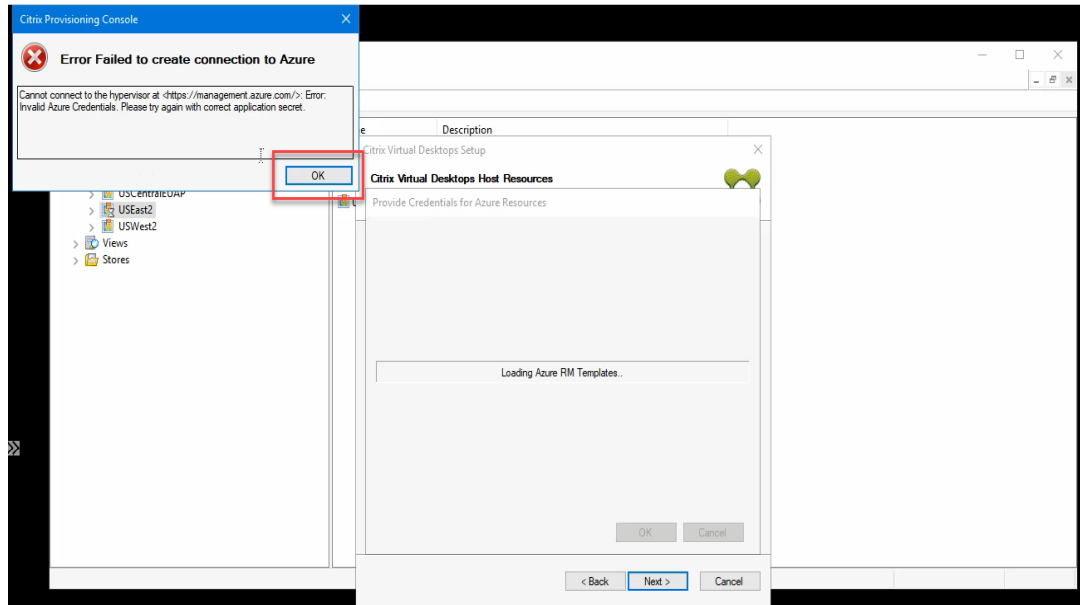 Citrix Provisioning Console
Error Failed to create connection to Azure
Cannot connect to the hypervisor at <https://management.azure.com/>: Error:
Invalid Azure Credentials. Please try again with correct application secret.
OK
Description
Citrix Virtual Desktops Setup
Citrix Virtual Desktops Host Resources
Provide Credentials for Azure Resources
USCentralEUAP
USEast2
USWest2
Views
Stores
Loading Azure RM Templates..
OK Cancel
< Back Next > Cancel